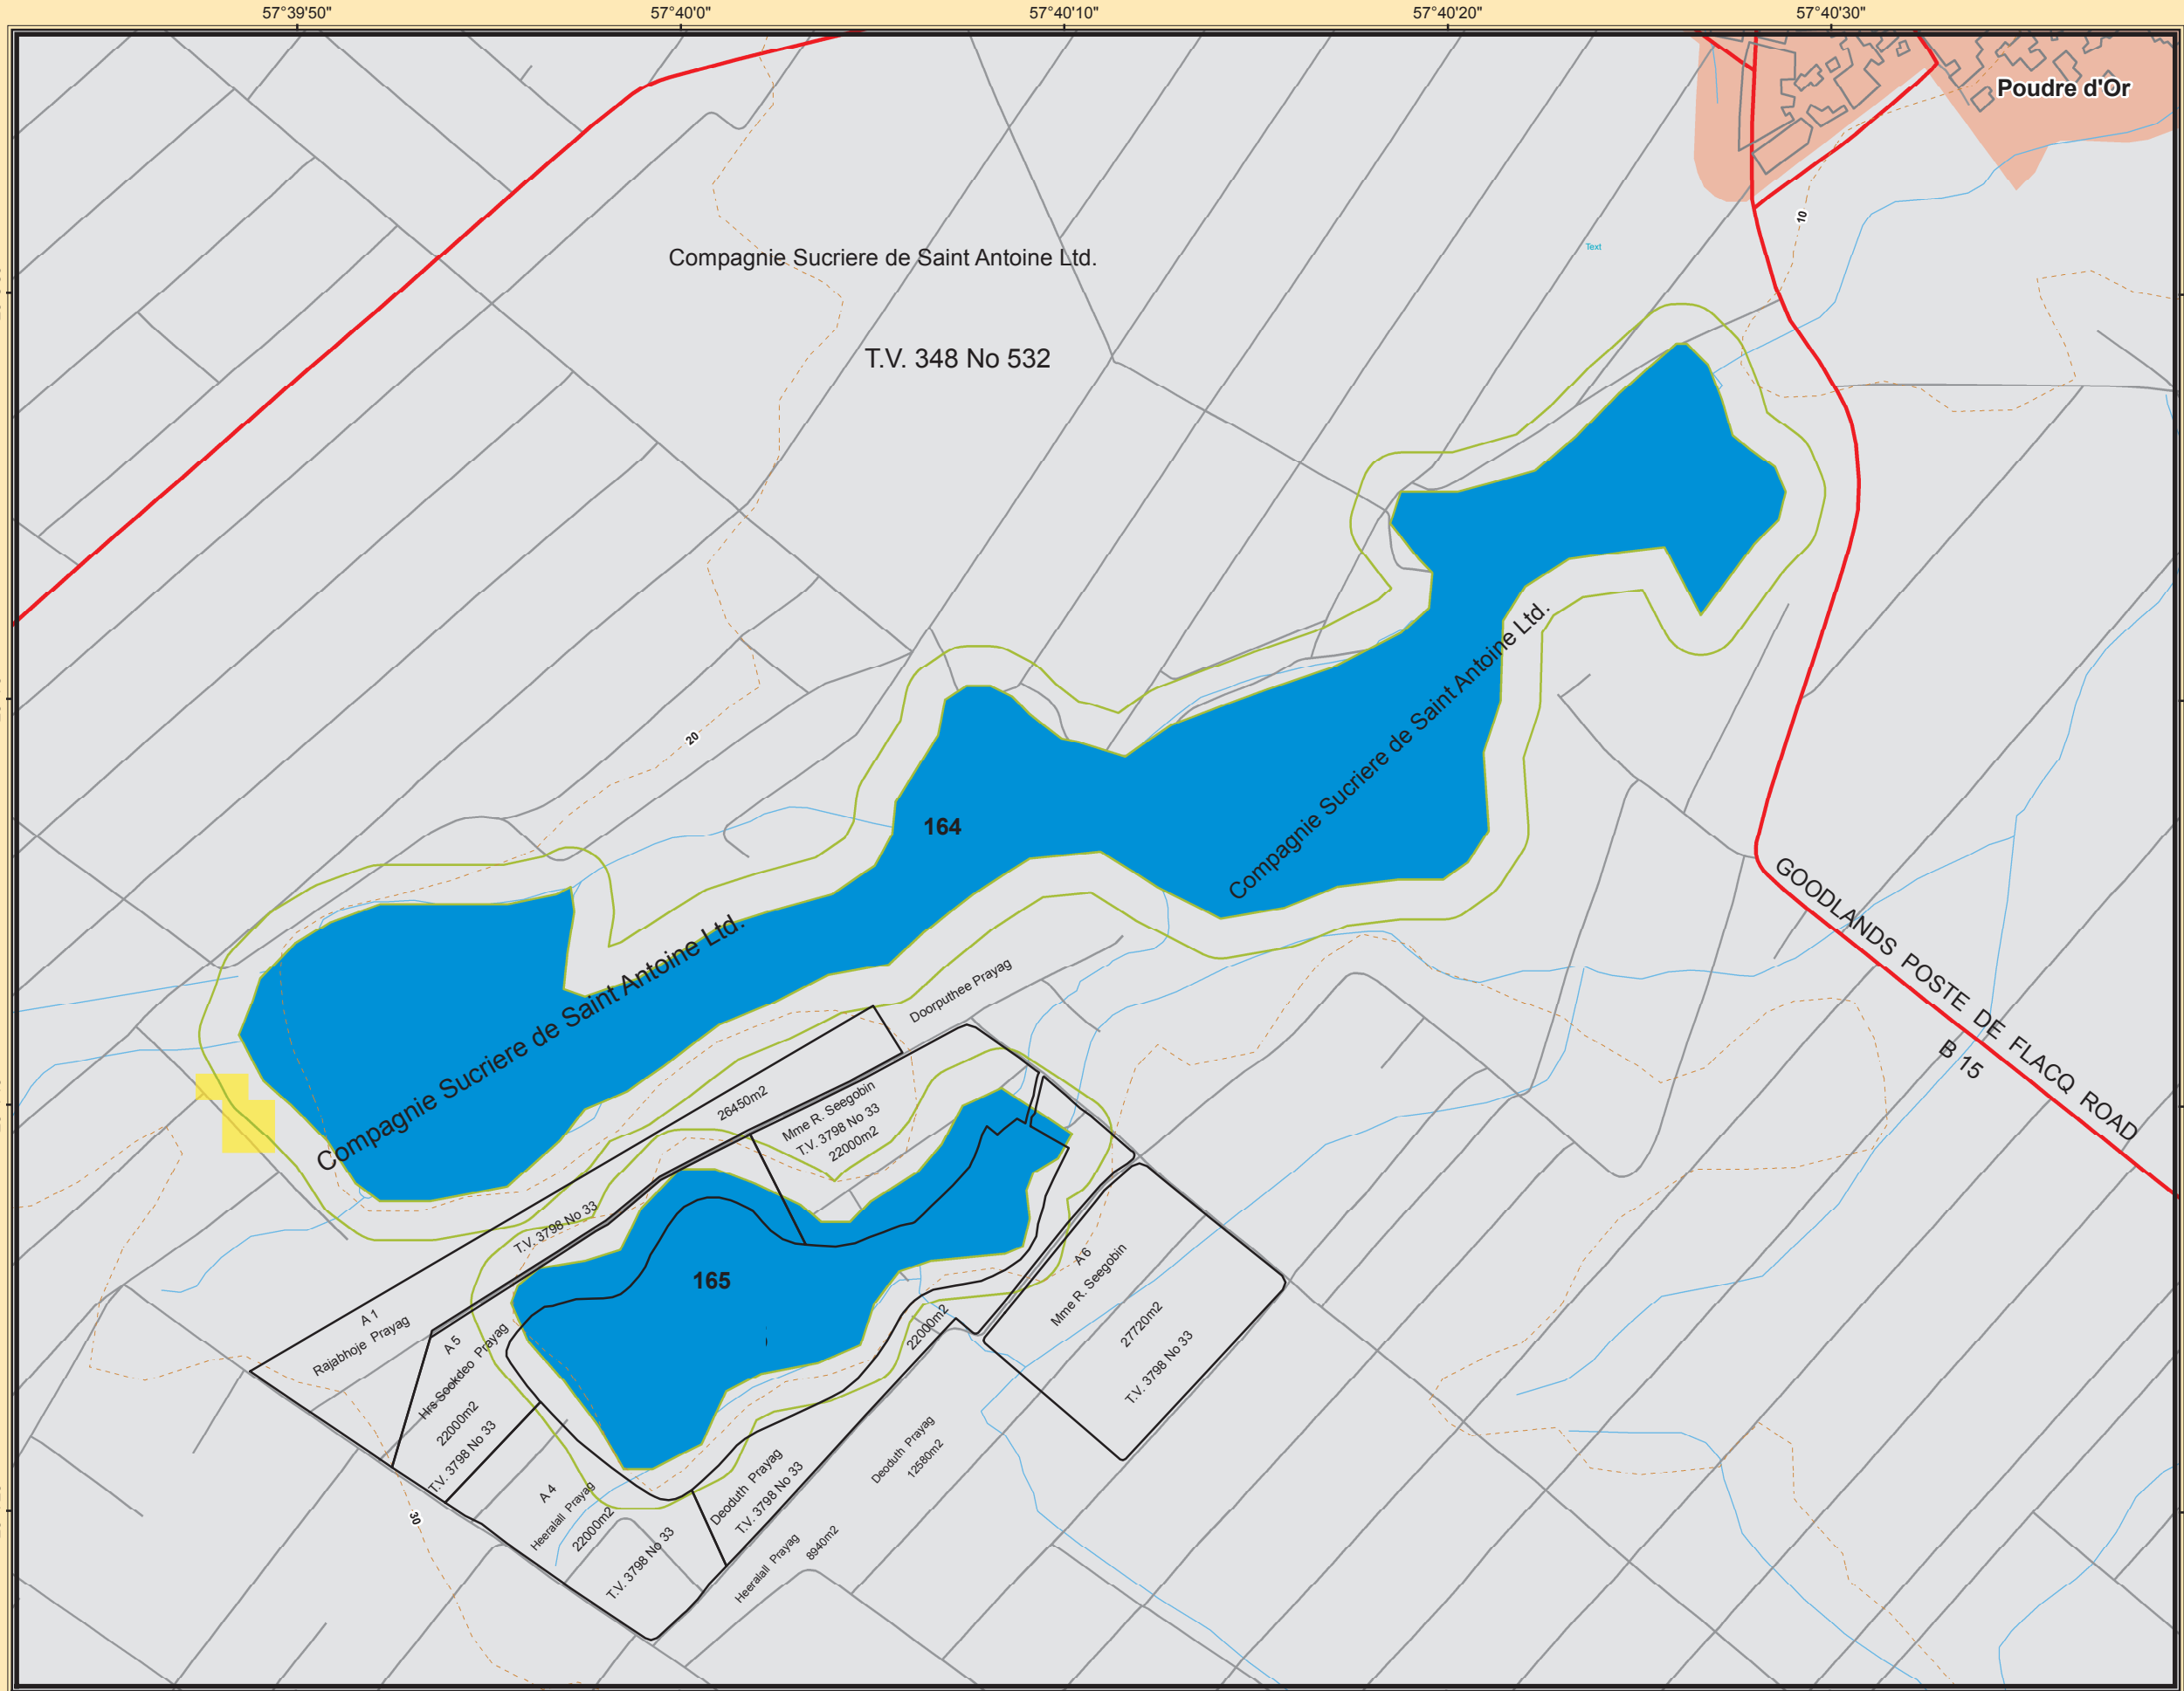 57°39'50"
57°40'0"
57°40'10"
57°40'20"
57°40'30"
Poudre d'Or
10
Text
Compagnie Sucriere de Saint Antoine Ltd.
T.V. 348 No 532
20
164
Compagnie Sucriere de Saint Antoine Ltd.
Compagnie Sucriere de Saint Antoine Ltd.
GOODLANDS POSTE DE FLACQ ROAD
B 15
Doorputhee Prayag
26450m2
Mme R. Seegobin
T.V. 3798 No 33
22000m2
T.V. 3798 No 33
165
A 1
Rajabhoje Prayag
A 5
Hrs Sookdeo Prayag
22000m2
T.V. 3798 No 33
A 6
Mme R. Seegobin
27720m2
T.V. 3798 No 33
22000m2
Deoduth Prayag
12580m2
Deoduth Prayag
T.V. 3798 No 33
A 4
Heeralall Prayag
22000m2
T.V. 3798 No 33
Heeralall Prayag
8940m2
30